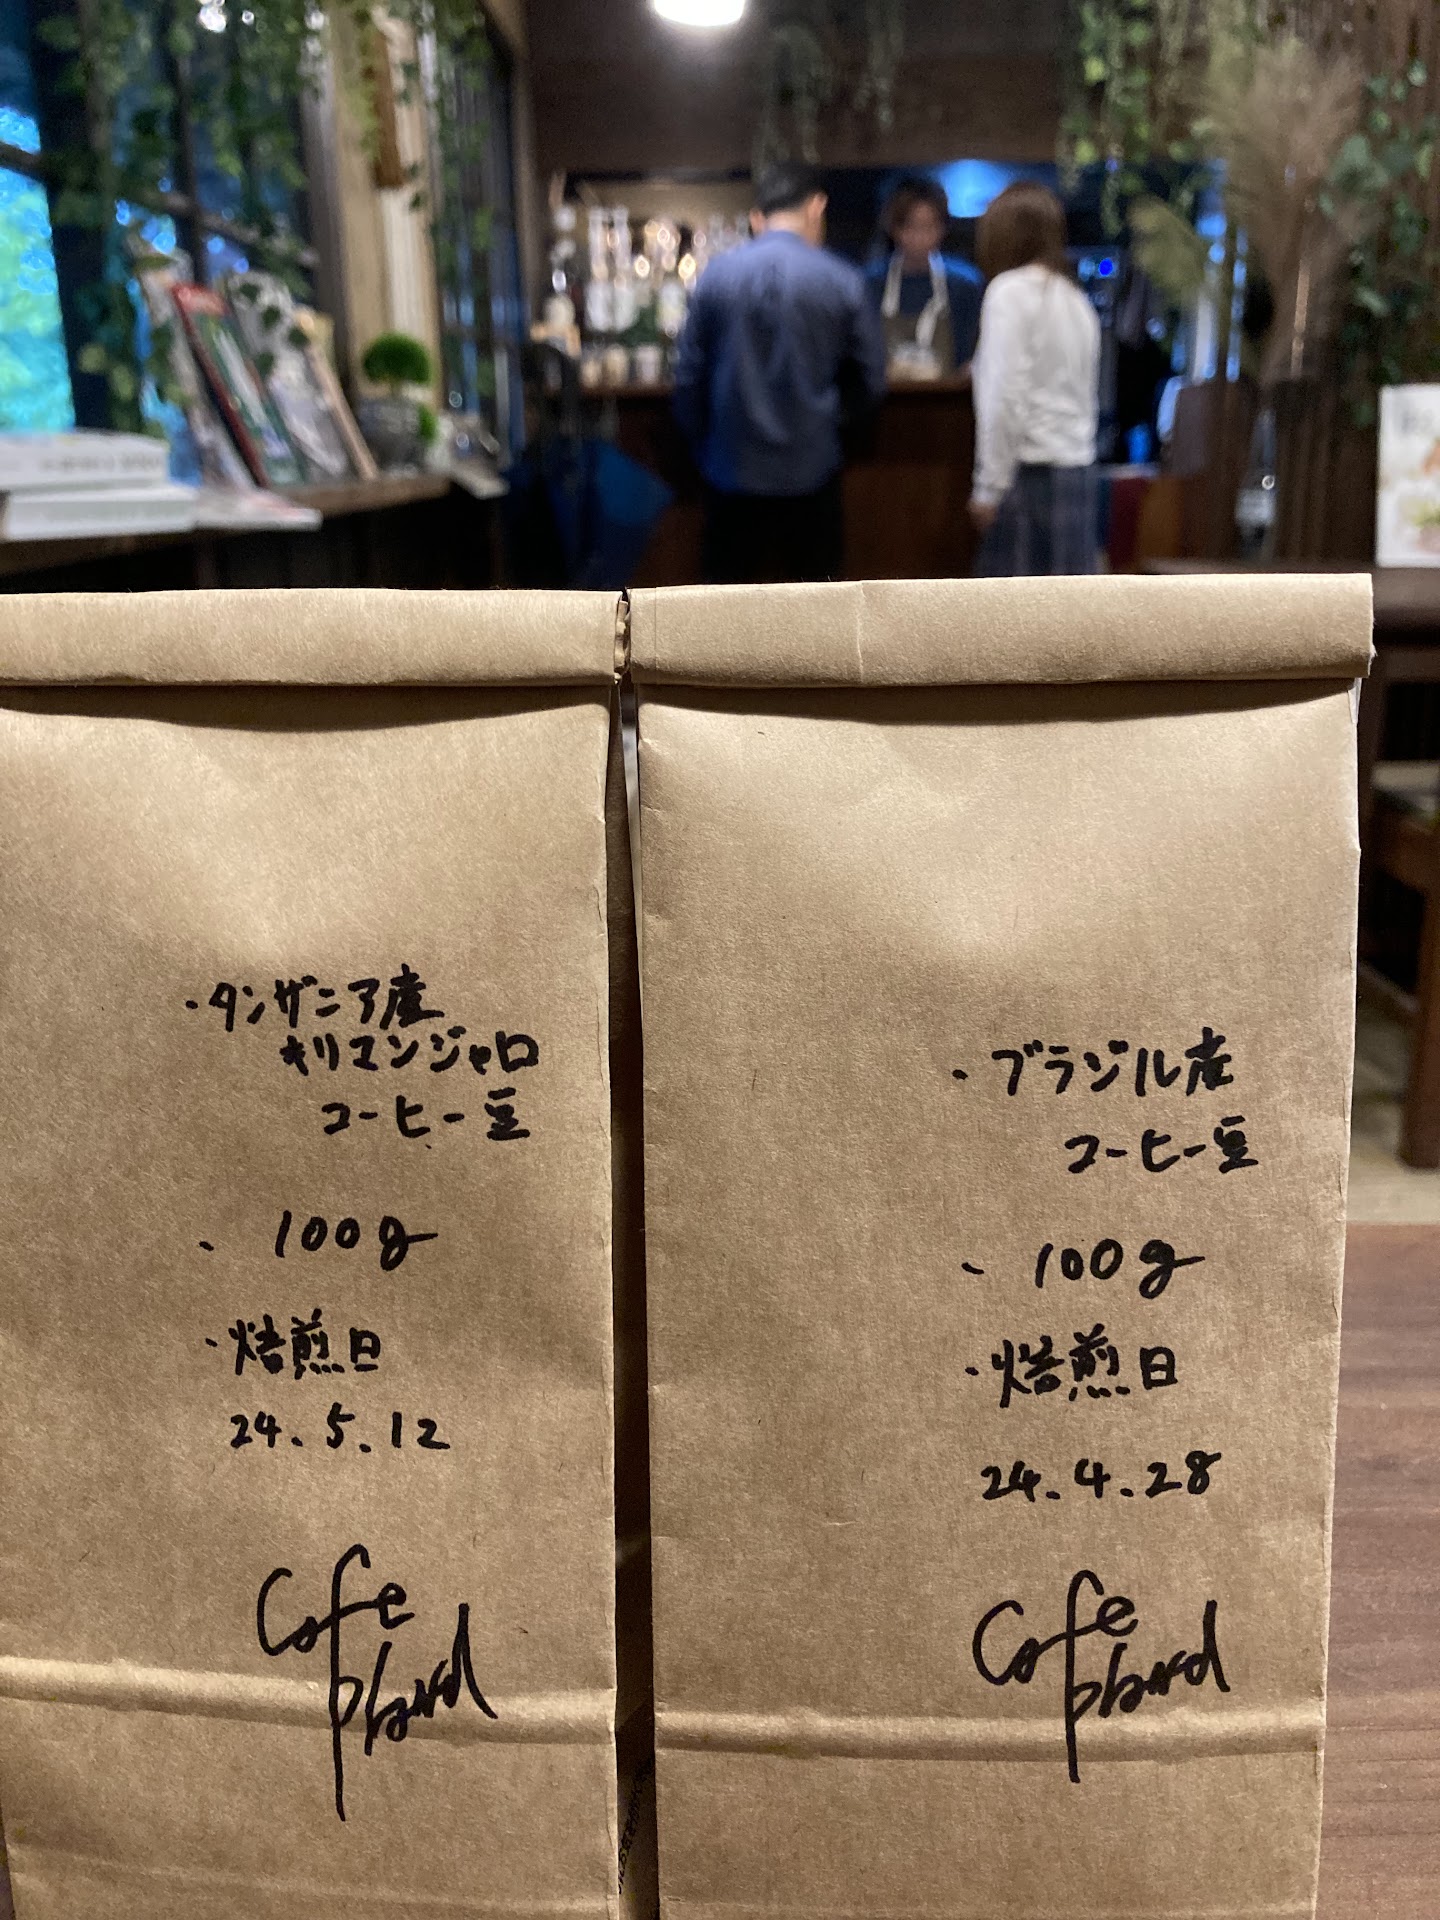 ・タンザニア産
キリマンジャロ
コーヒー豆
・100g
・焙煎日
24.5.12
Cafe
・ブラジル産
コーヒー豆
・100g
・焙煎日
24.4.28
Cafe